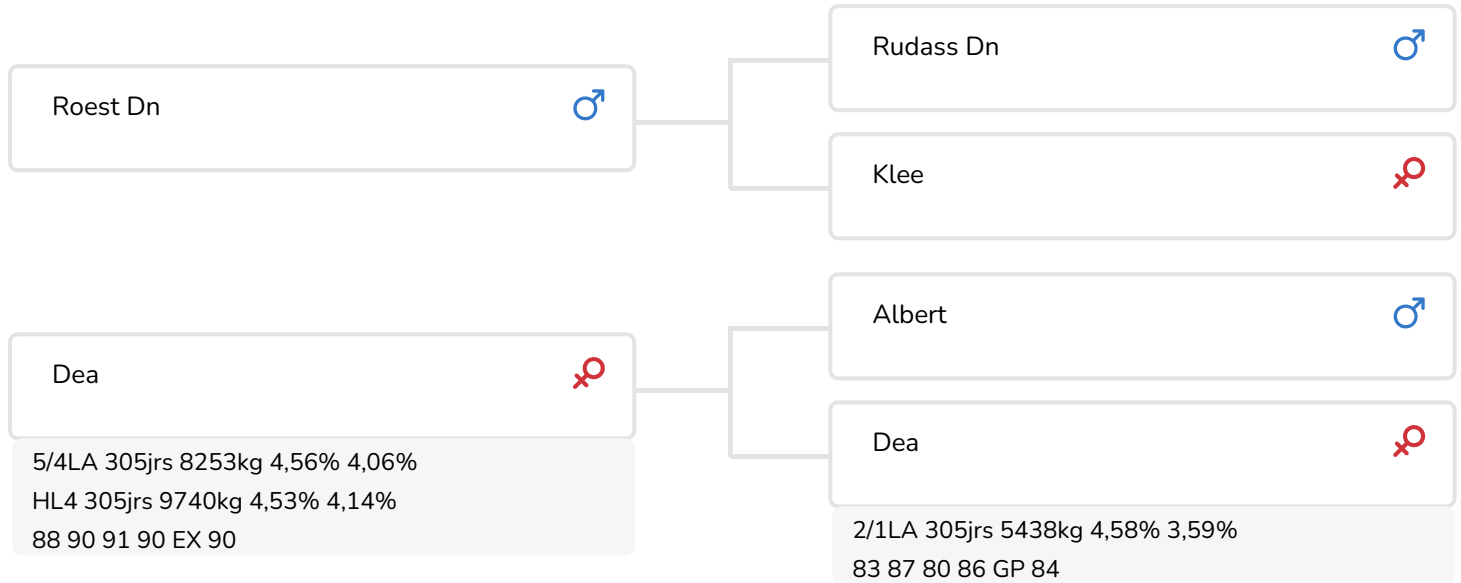 Roest Dn
Rudass Dn
Klee
Dea
5/4LA 305jrs 8253kg 4,56% 4,06%
HL4 305jrs 9740kg 4,53% 4,14%
88 90 91 90 EX 90
Albert
Dea
2/1LA 305jrs 5438kg 4,58% 3,59%
83 87 80 86 GP 84